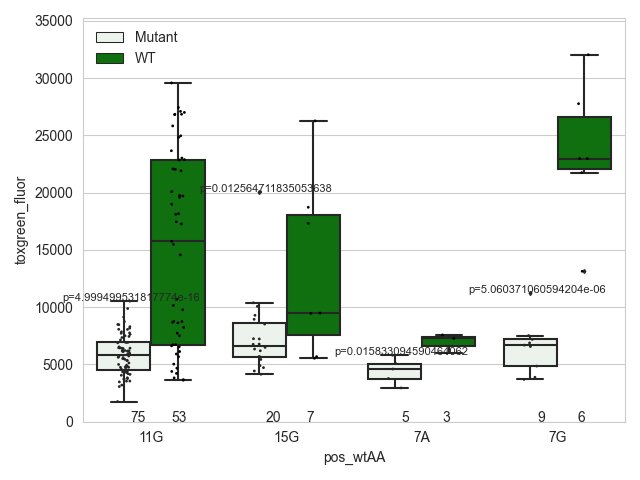 35000
Mutant
WT
30000
25000
20000
p=0.012564711835053638
toxgreen_fluor
15000
p=5.060371060594204e-06
p=4.999499531817774e-16
10000
p=0.015833094590464062
5000
0
75 53 20 7 5 3 9 6
11G 15G 7A 7G
pos_wtAA